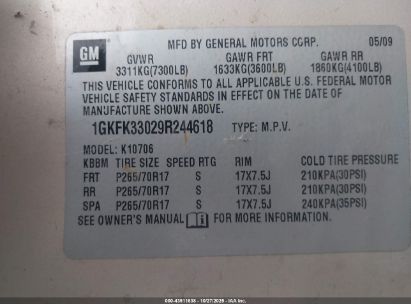 GM
MFD BY GENERAL MOTORS CORP. 05/09
GVWR GAWR FRT GAWR RR
3311KG(7300LB) 1633KG(3600LB) 1860KG(4100LB)
THIS VEHICLE CONFORMS TO ALL APPLICABLE U.S. FEDERAL MOTOR
VEHICLE SAFETY STANDARDS IN EFFECT ON THE DATE OF
MANUFACTURE SHOWN ABOVE.
1GKFK33029R244618 TYPE: M.P.V.
MODEL: K10706
KBBM TIRE SIZE SPEED RTG RIM COLD TIRE PRESSURE
FRT P265/70R17 S 17X7.5J 210KPA(30PSI)
RR P265/70R17 S 17X7.5J 210KPA(30PSI)
SPA P265/70R17 S 17X7.5J 240KPA(35PSI)
SEE OWNER'S MANUAL FOR MORE INFORMATION.